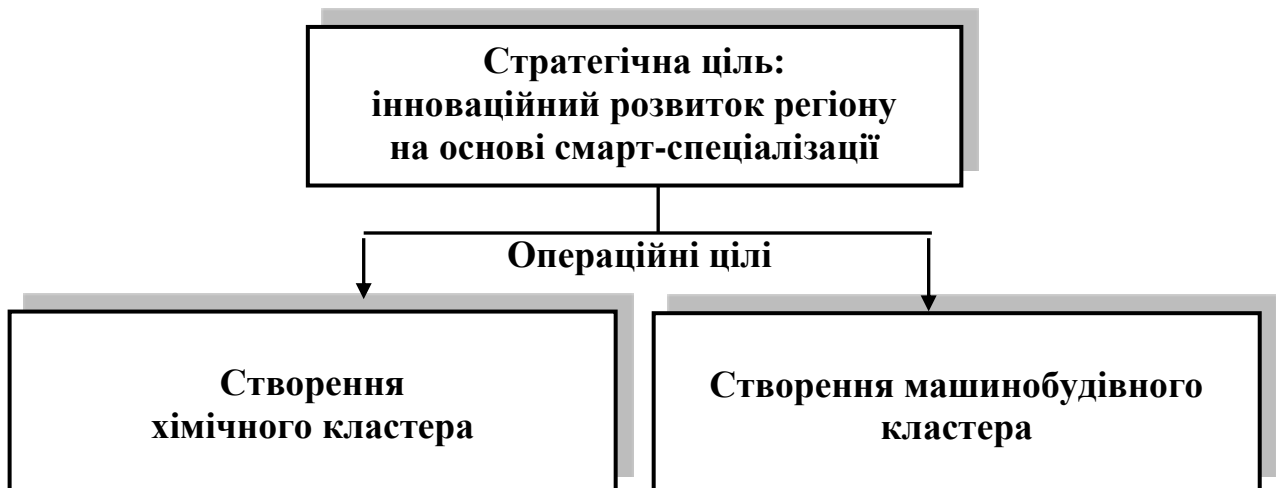 Стратегічна ціль:
інноваційний розвиток регіону
на основі смарт-спеціалізації
Операційні цілі
Створення
хімічного кластера
Створення машинобудівного
кластера